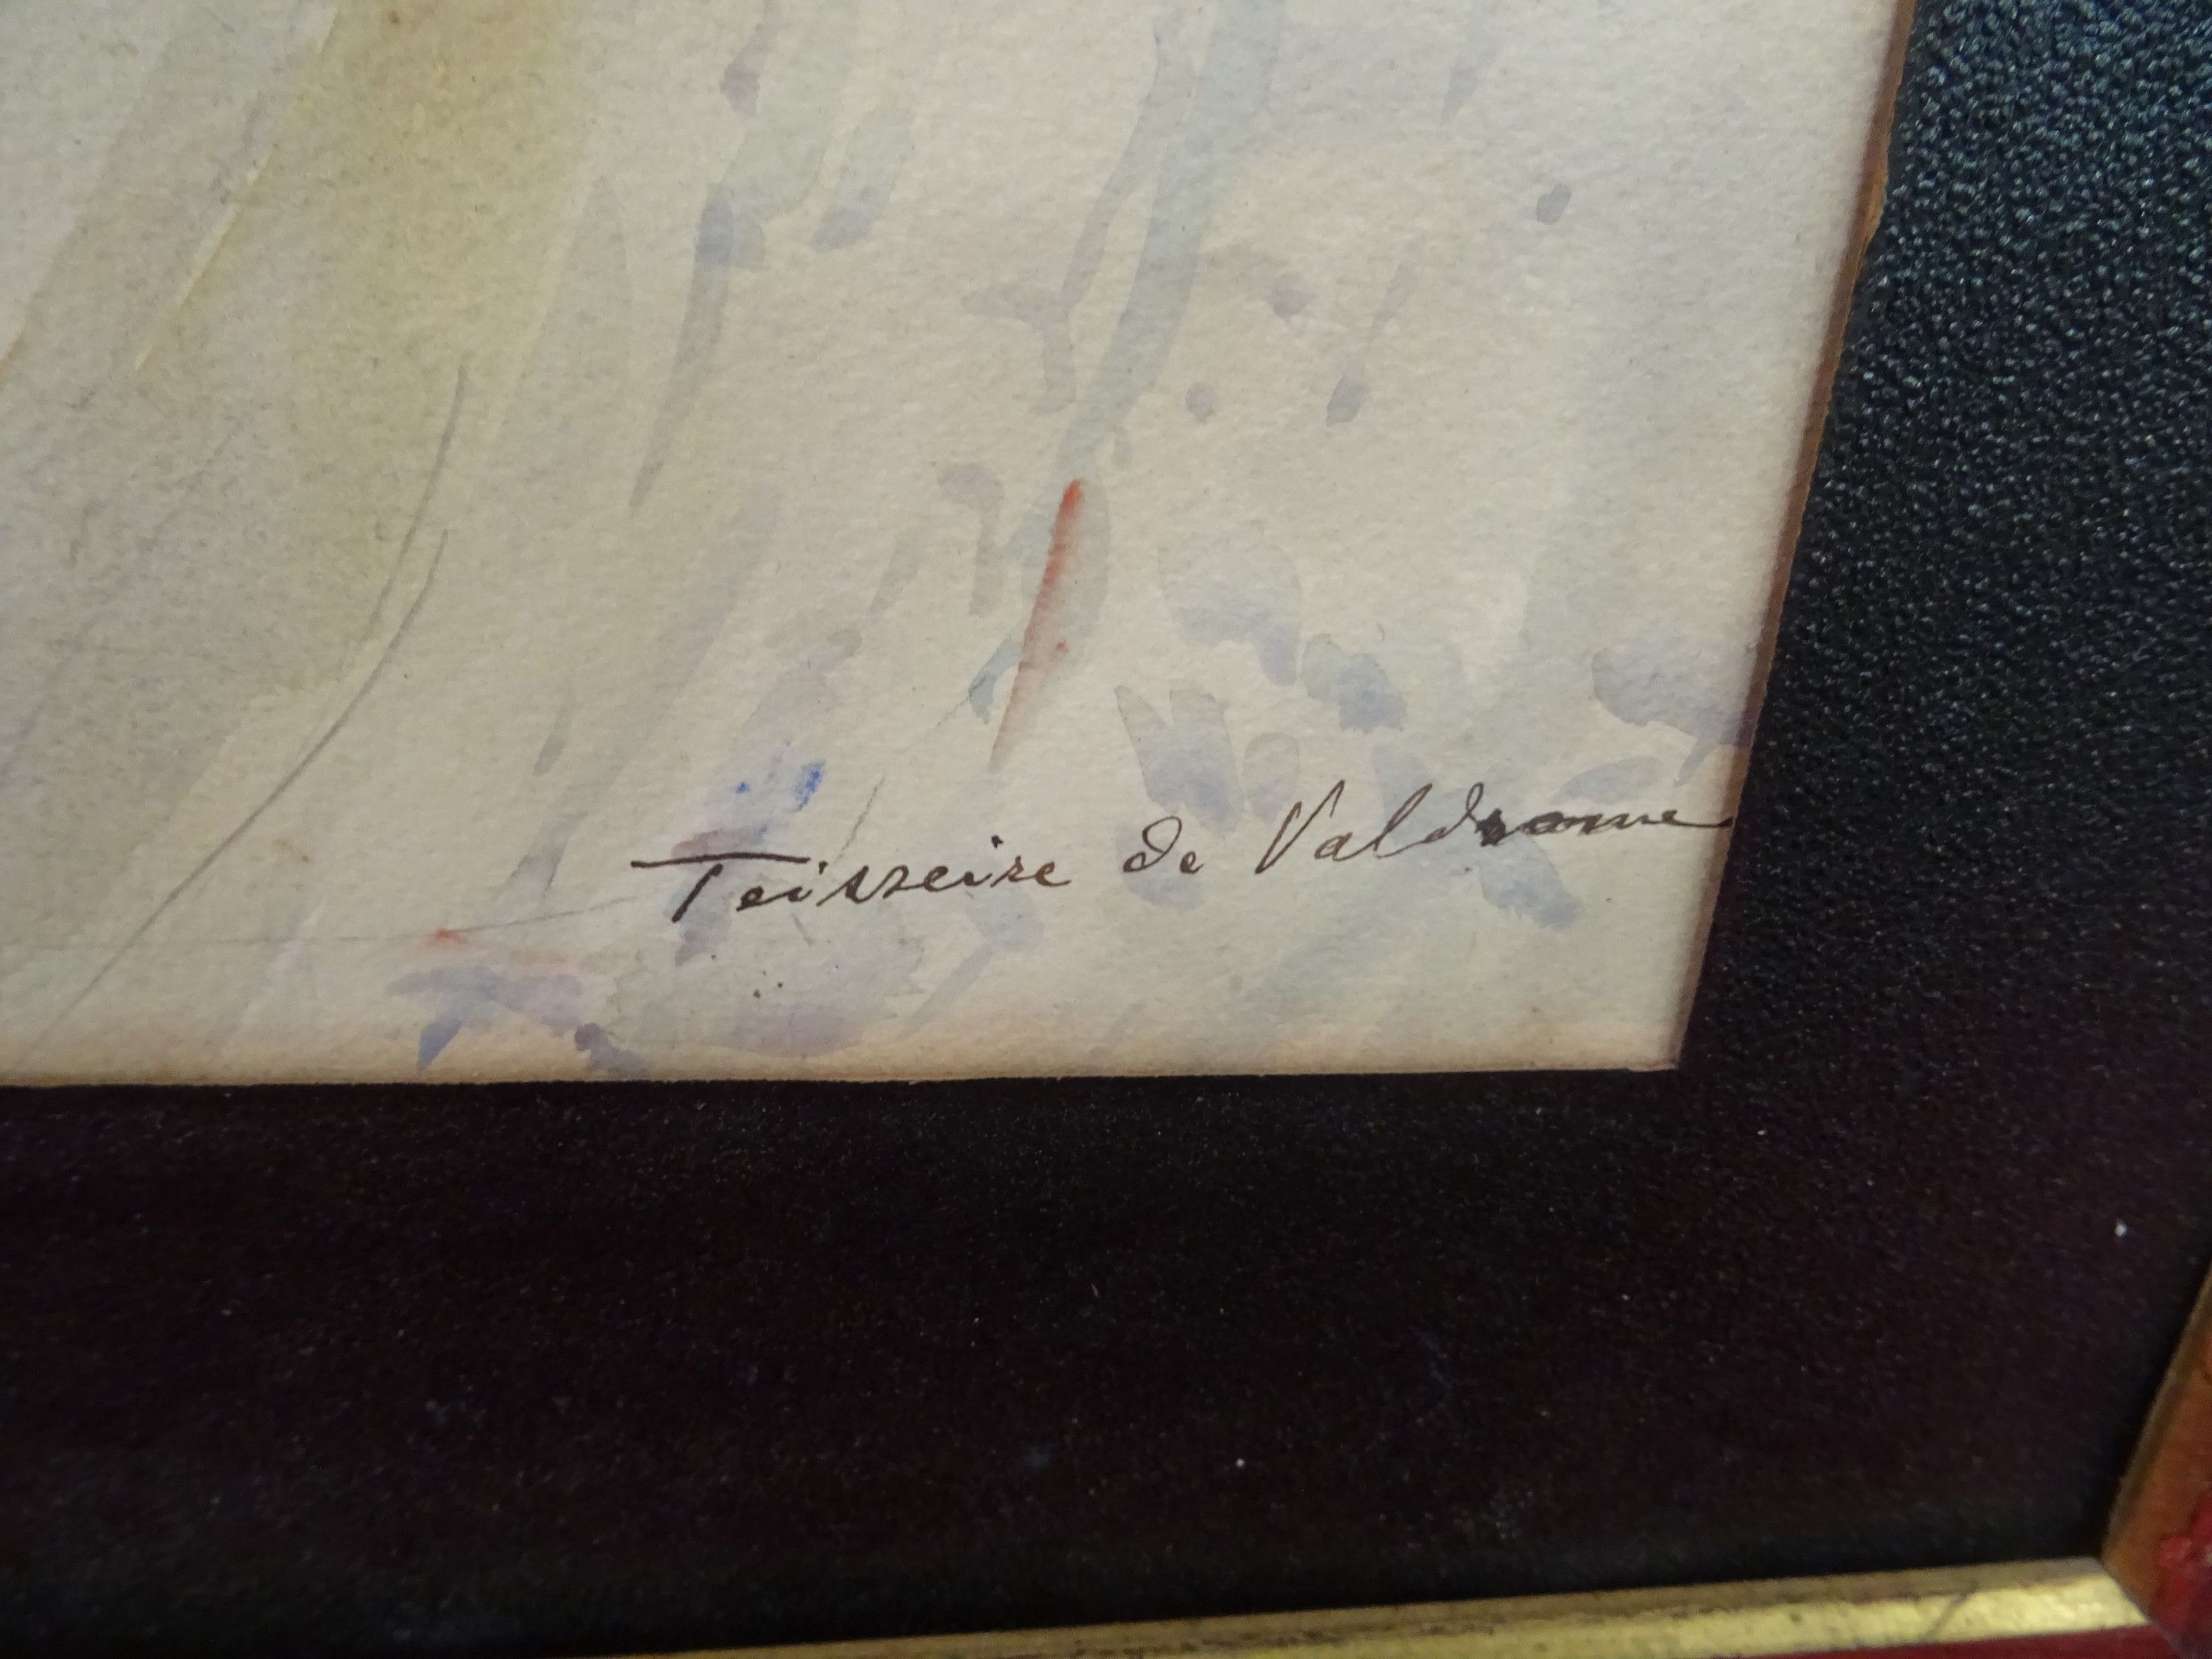 Teisseire de Valdrome